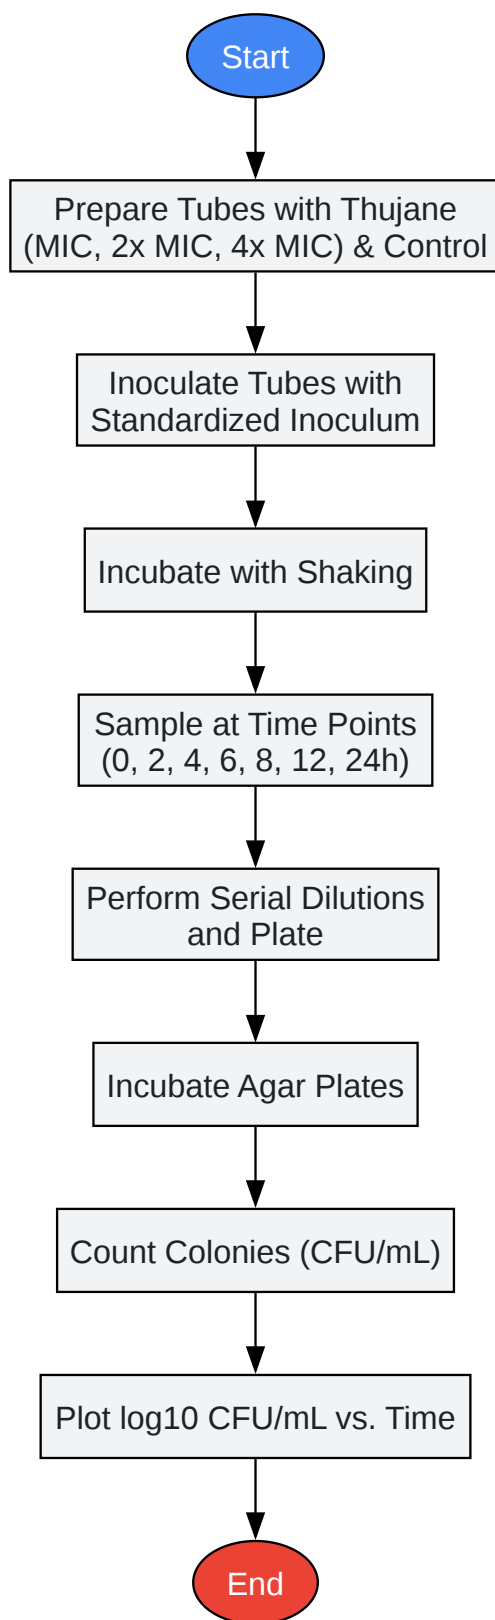 Start
Prepare Tubes with Thujane
(MIC, 2x MIC, 4x MIC) & Control
Inoculate Tubes with
Standardized Inoculum
Incubate with Shaking
Sample at Time Points
(0, 2, 4, 6, 8, 12, 24h)
Perform Serial Dilutions
and Plate
Incubate Agar Plates
Count Colonies (CFU/mL)
Plot log10 CFU/mL vs. Time
End